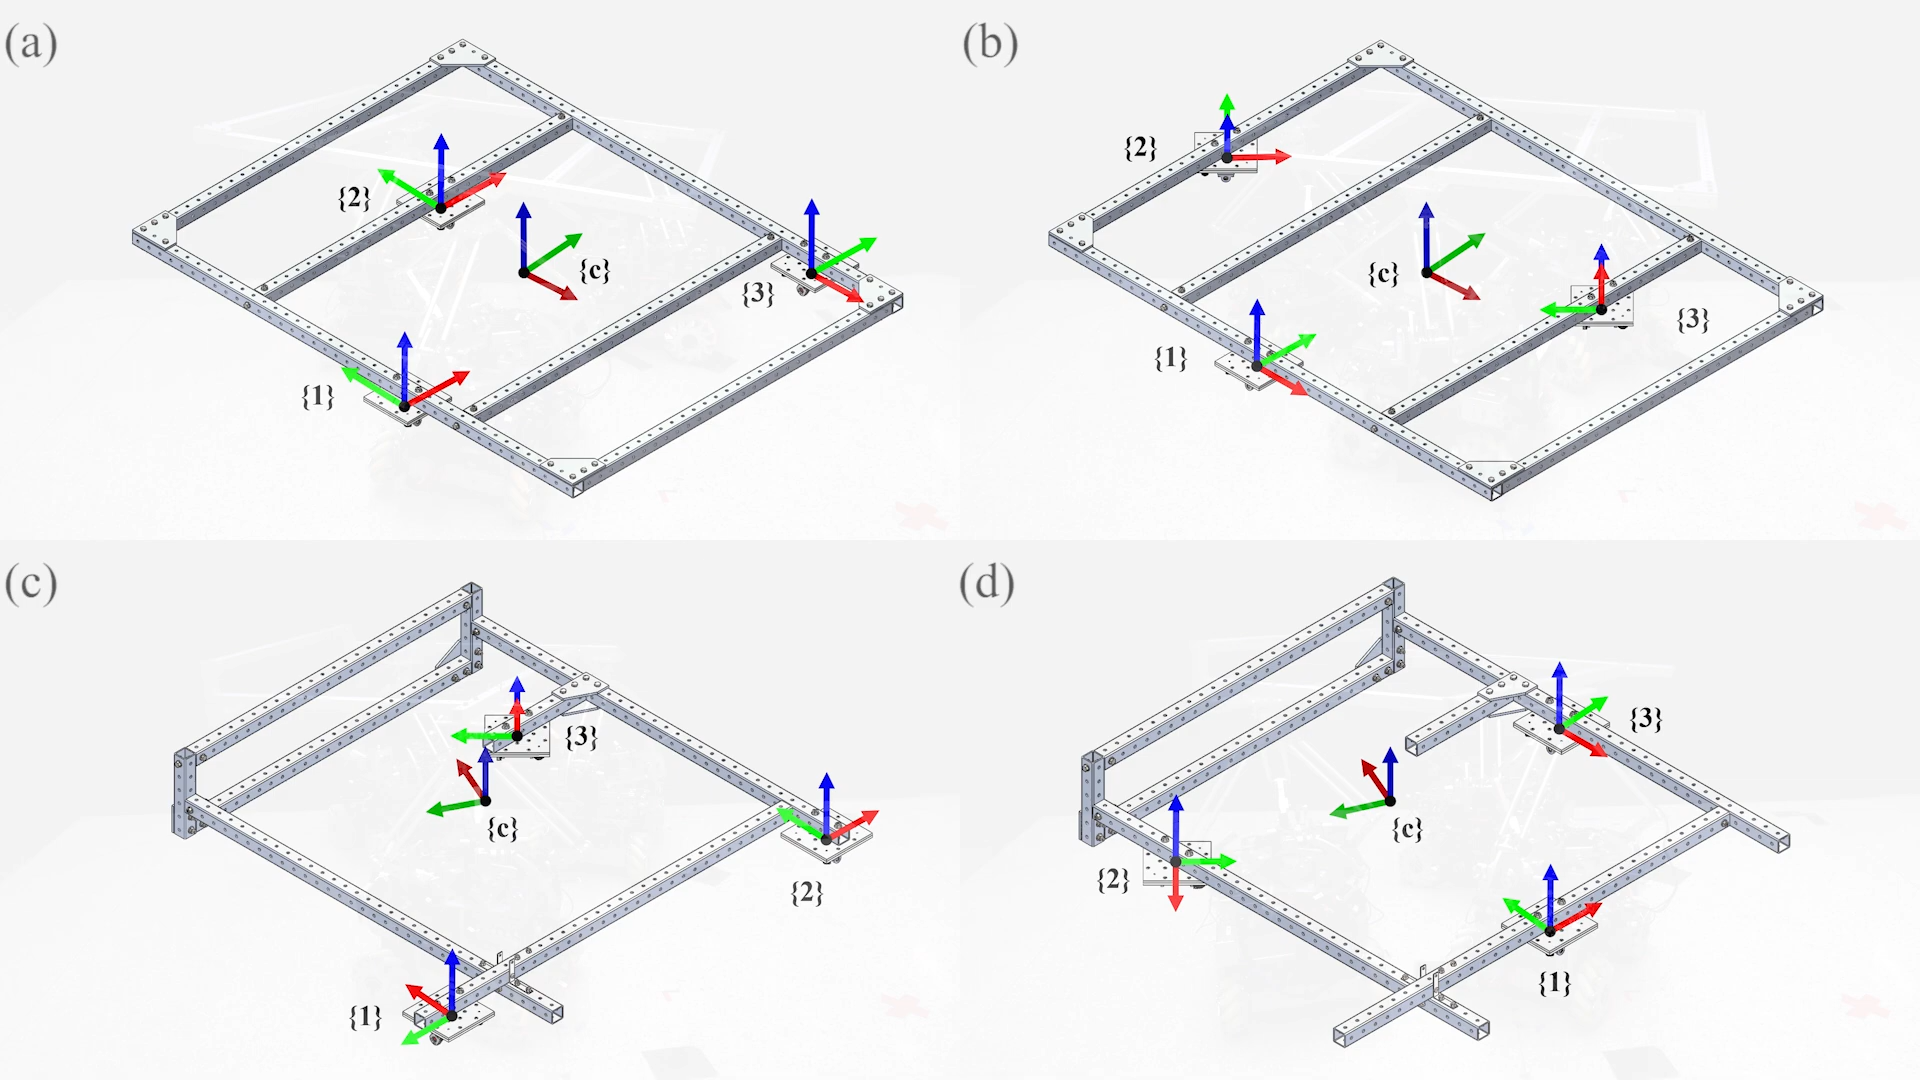 (a)
{2}
{c}
{3}
{1}
(b)
{2}
{c}
{3}
{1}
(c)
{3}
{c}
{2}
{1}
(d)
{3}
{c}
{2}
{1}